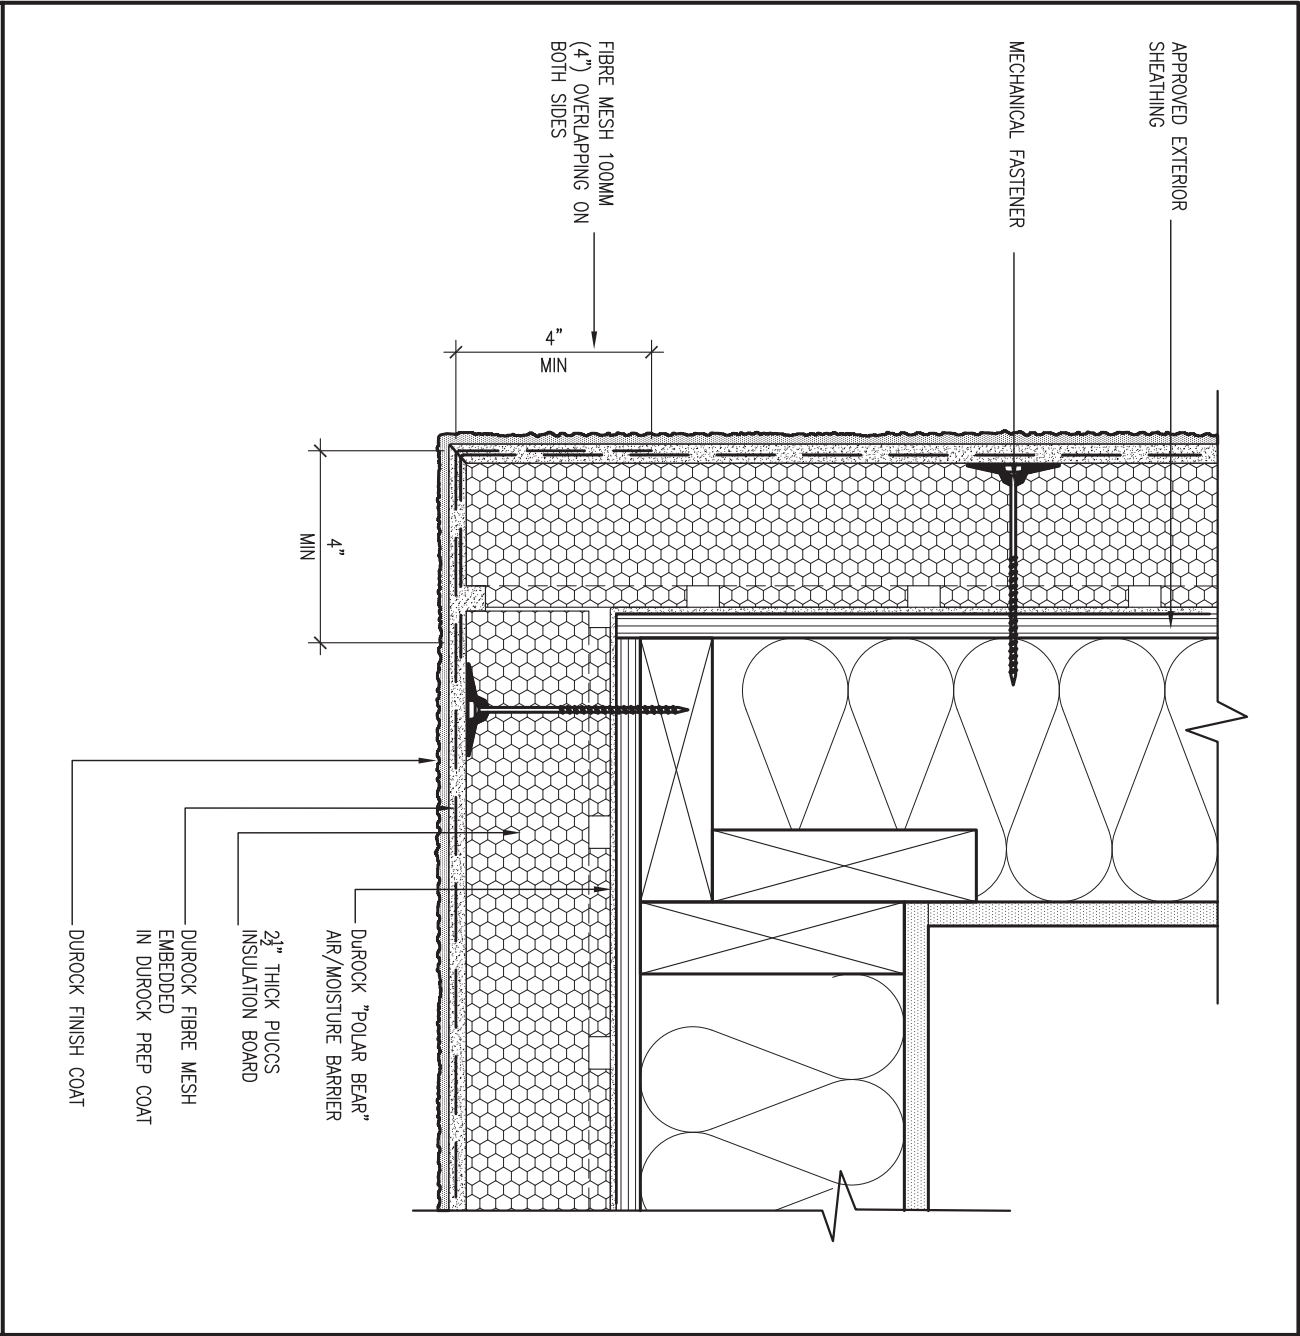 APPROVED EXTERIOR
SHEATHING
MECHANICAL FASTENER
FIBRE MESH 100MM
(4") OVERLAPPING ON
BOTH SIDES
4"
MIN
4"
MIN
DuROCK "POLAR BEAR"
AIR/MOISTURE BARRIER
2½" THICK PUCCS
INSULATION BOARD
DUROCK FIBRE MESH
EMBEDDED
IN DUROCK PREP COAT
DUROCK FINISH COAT